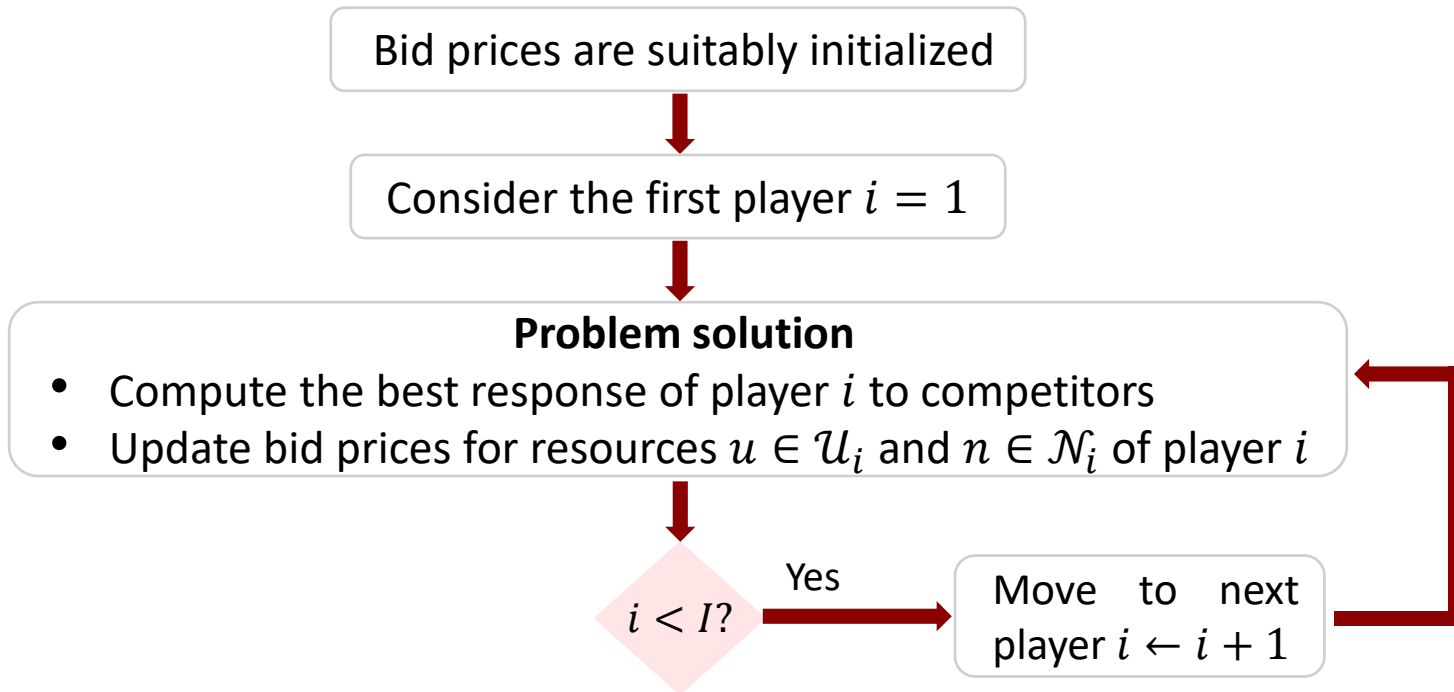 Bid prices are suitably initialized
Consider the first player 𝑖 = 1
Problem solution
• Compute the best response of player 𝑖 to competitors
• Update bid prices for resources 𝑢 ∈ 𝒰ᵢ and 𝑛 ∈ 𝒩ᵢ of player 𝑖
𝑖 < 𝐼?
Yes
Move to next
player 𝑖 ← 𝑖 + 1